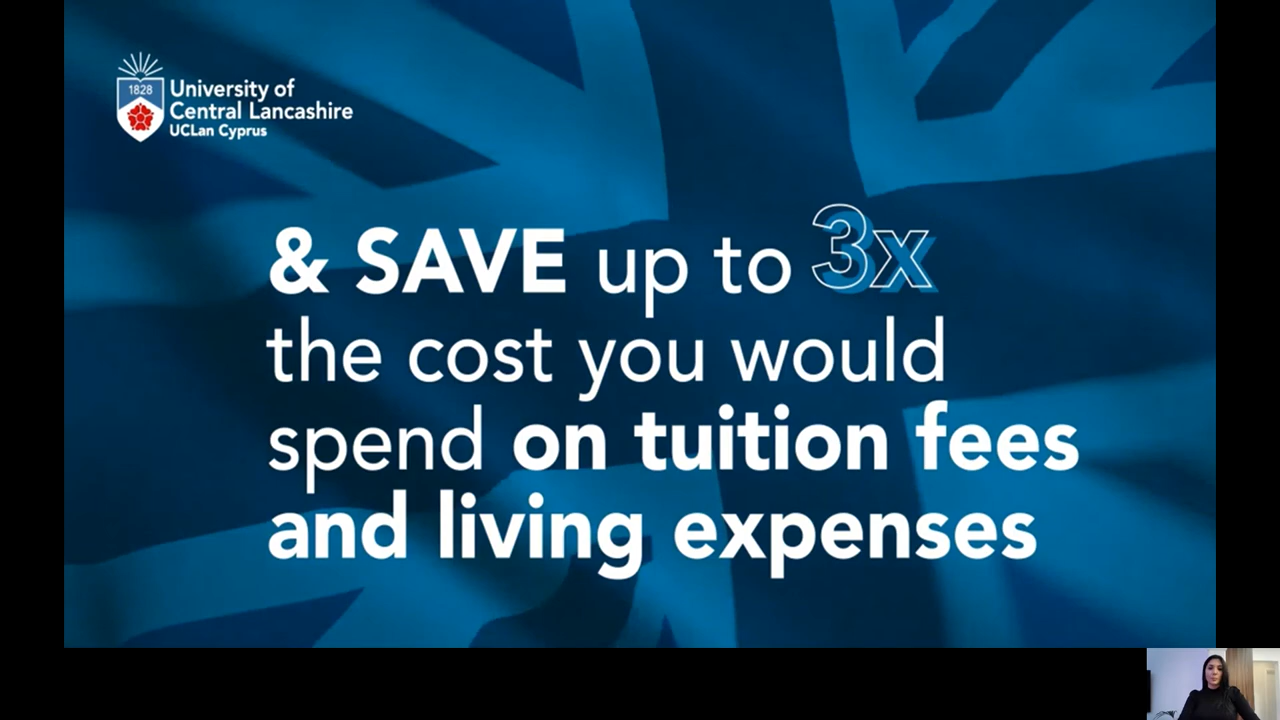 1828
University of
Central Lancashire
UCLan Cyprus
& SAVE up to 3x
the cost you would
spend on tuition fees
and living expenses